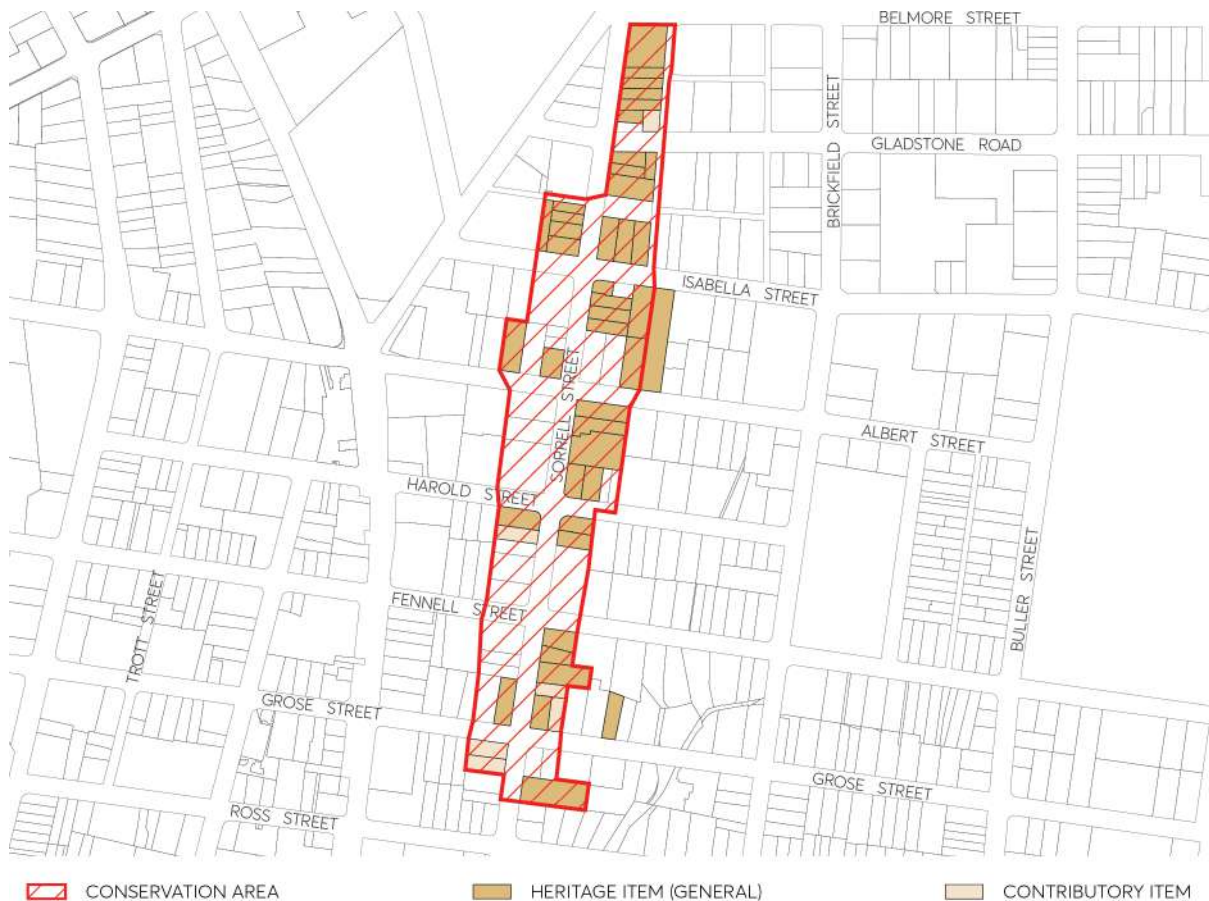 BELMORE STREET
BRICKFIELD STREET
GLADSTONE ROAD
ISABELLA STREET
SORRELL STREET
ALBERT STREET
HAROLD STREET
FENNELL STREET
TROTT STREET
BULLER STREET
GROSE STREET
GROSE STREET
ROSS STREET
CONSERVATION AREA
HERITAGE ITEM (GENERAL)
CONTRIBUTORY ITEM